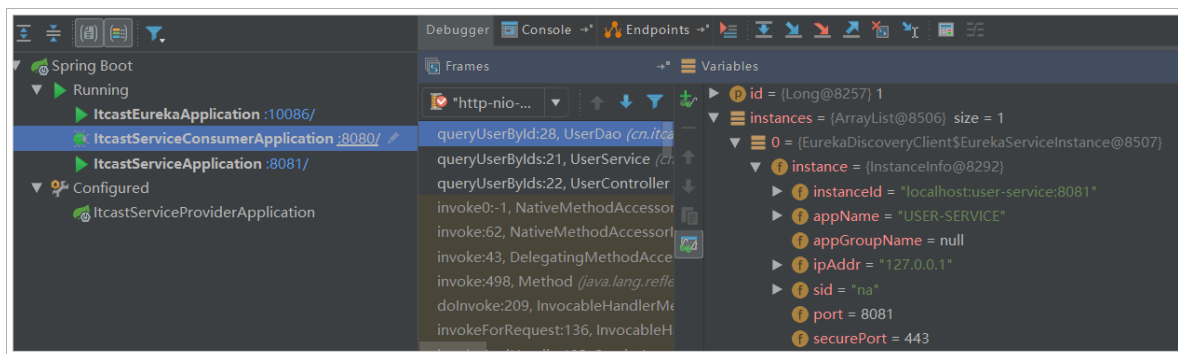 Spring Boot
Running
ItcastEurekaApplication :10086/
ItcastServiceConsumerApplication :8080/
ItcastServiceApplication :8081/
Configured
ItcastServiceProviderApplication
Debugger Console Endpoints
Frames
"http-nio-...
queryUserById:28, UserDao (cn.itca
queryUserByIds:21, UserService (cn.
queryUserByIds:22, UserController
invoke0:-1, NativeMethodAccessor
invoke:62, NativeMethodAccessorI
invoke:43, DelegatingMethodAcce
invoke:498, Method (java.lang.refle
doInvoke:209, InvocableHandlerMe
invokeForRequest:136, InvocableH
Variables
id = {Long@8257} 1
instances = {ArrayList@8506} size = 1
0 = {EurekaDiscoveryClient$EurekaServiceInstance@8507}
instance = {InstanceInfo@8292}
instanceId = "localhost:user-service:8081"
appName = "USER-SERVICE"
appGroupName = null
ipAddr = "127.0.0.1"
sid = "na"
port = 8081
securePort = 443